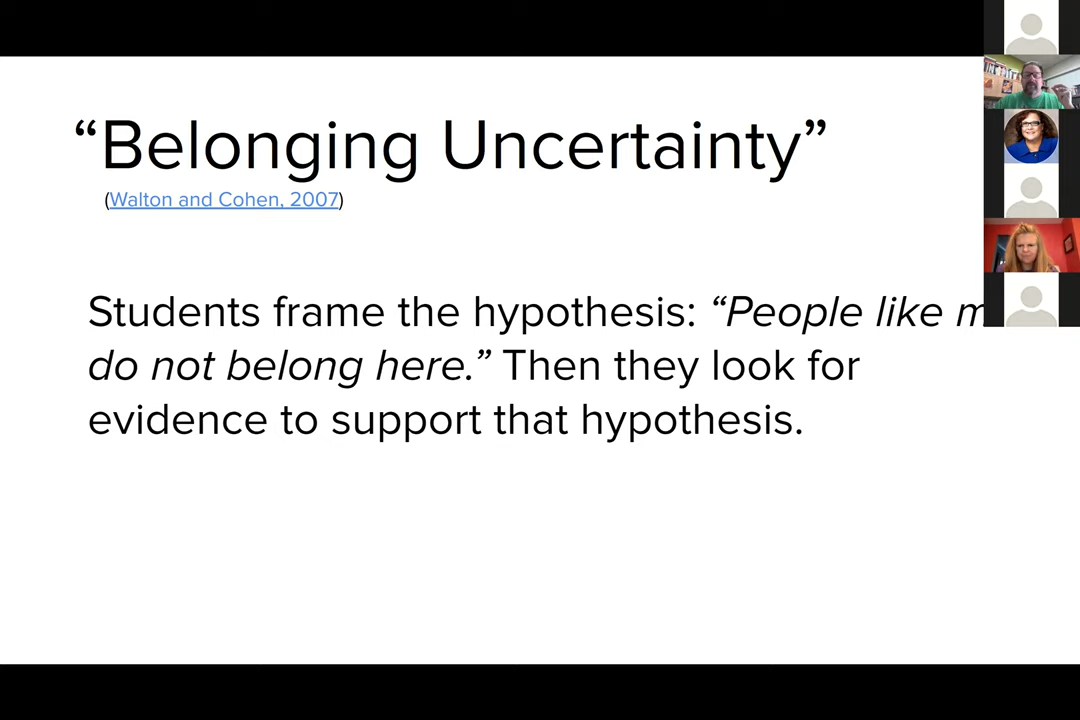 “Belonging Uncertainty”
(Walton and Cohen, 2007)
Students frame the hypothesis: “People like
do not belong here.” Then they look for
evidence to support that hypothesis.